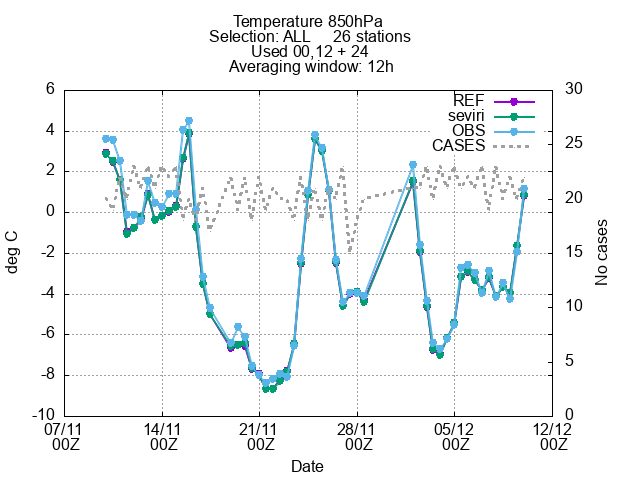 Temperature 850hPa
Selection: ALL 26 stations
Used 00,12 + 24
Averaging window: 12h
6 30
REF
seviri
OBS
CASES
4 25
2
0 20
-2 15
-4 10
-6
-8 5
-10 0
deg C
No cases
07/11 14/11 21/11 28/11 05/12 12/12
00Z 00Z 00Z 00Z 00Z 00Z
Date